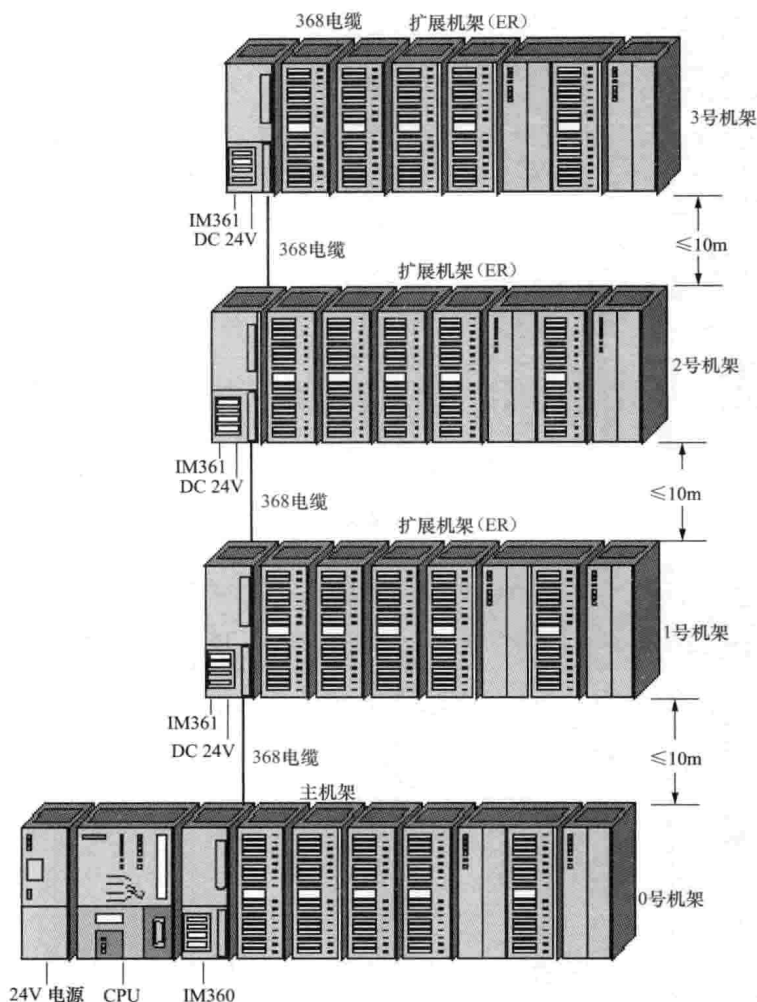 368电缆 扩展机架(ER)
3号机架
IM361
DC 24V
368电缆
≤10m
扩展机架(ER)
2号机架
IM361
DC 24V
368电缆
≤10m
扩展机架(ER)
1号机架
IM361
DC 24V
368电缆
≤10m
主机架
0号机架
24V 电源 CPU IM360